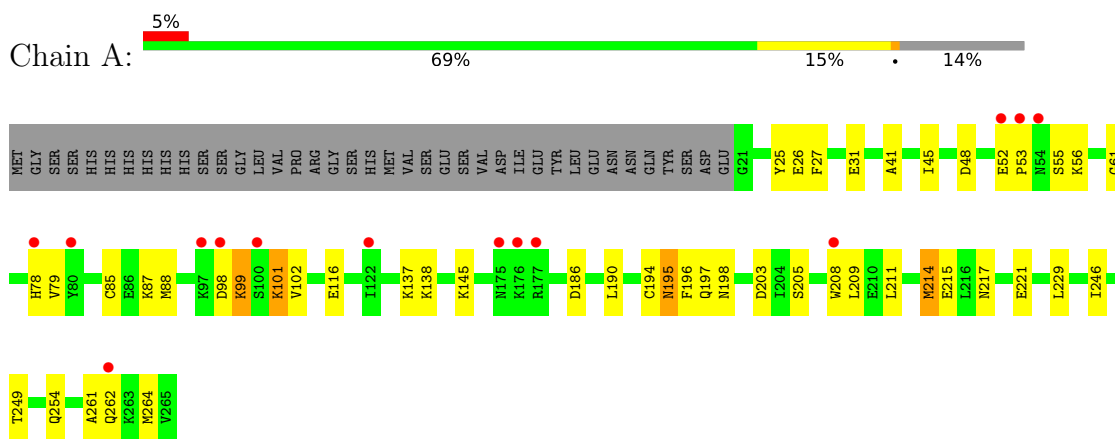 5%
Chain A:
69% 15% • 14%
MET GLY SER SER HIS HIS HIS HIS HIS HIS SER SER GLY LEU VAL PRO ARG GLY SER HIS MET VAL SER GLU SER VAL ASP ILE GLU TYR LEU GLU ASN ASN GLN TYR SER ASP GLU G21 Y25 E26 F27 E31 A41 I45 D48 E52 P53 N54 S55 K56 G61
H78 V79 Y80 C85 E86 K87 M88 K97 D98 K99 S100 K101 V102 E116 I122 K137 K138 K145 N175 K176 R177 D186 L190 C194 N195 F196 Q197 N198 D203 I204 S205 W208 L209 E210 L211 M214 E215 L216 N217 E221 L229 I246
T249 Q254 A261 Q262 K263 M264 V265